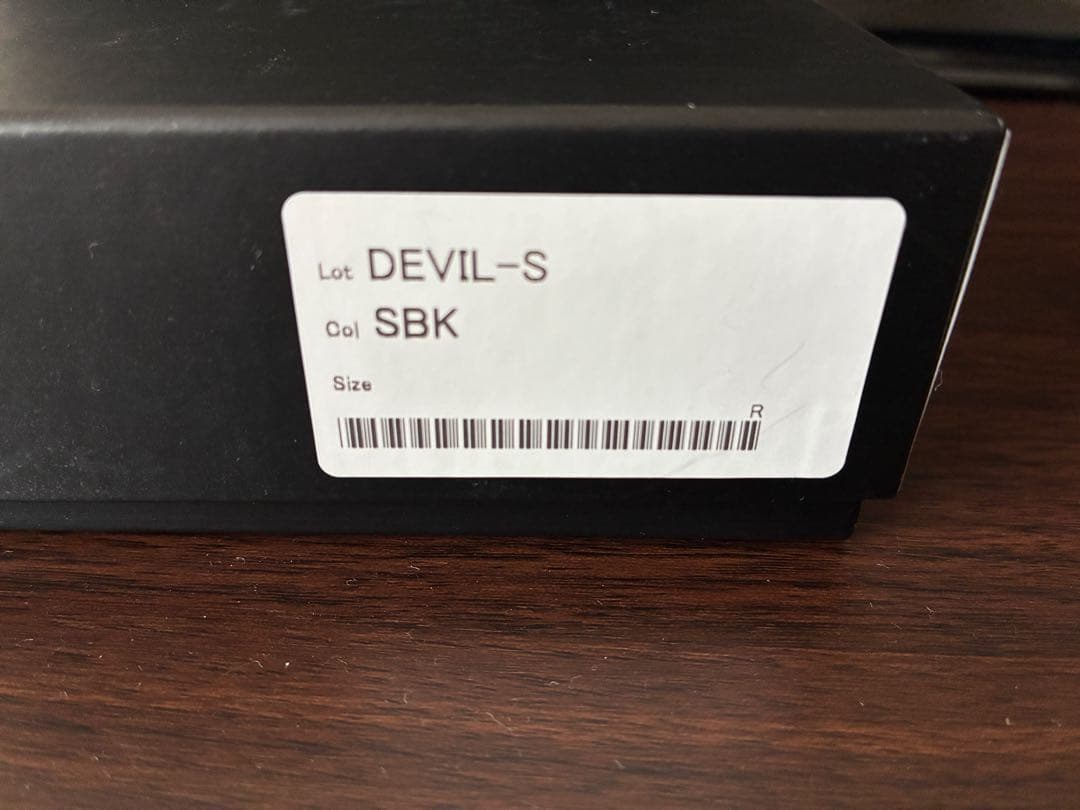 Lot DEVIL-S
Col SBK
Size
R